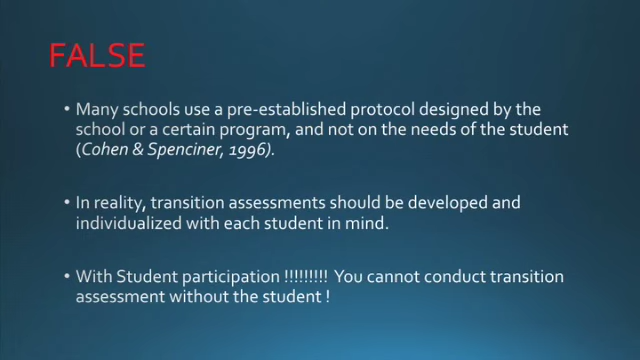 FALSE
• Many schools use a pre-established protocol designed by the
school or a certain program, and not on the needs of the student
(Cohen & Spenciner, 1996).
• In reality, transition assessments should be developed and
individualized with each student in mind.
• With Student participation !!!!!!!!! You cannot conduct transition
assessment without the student !